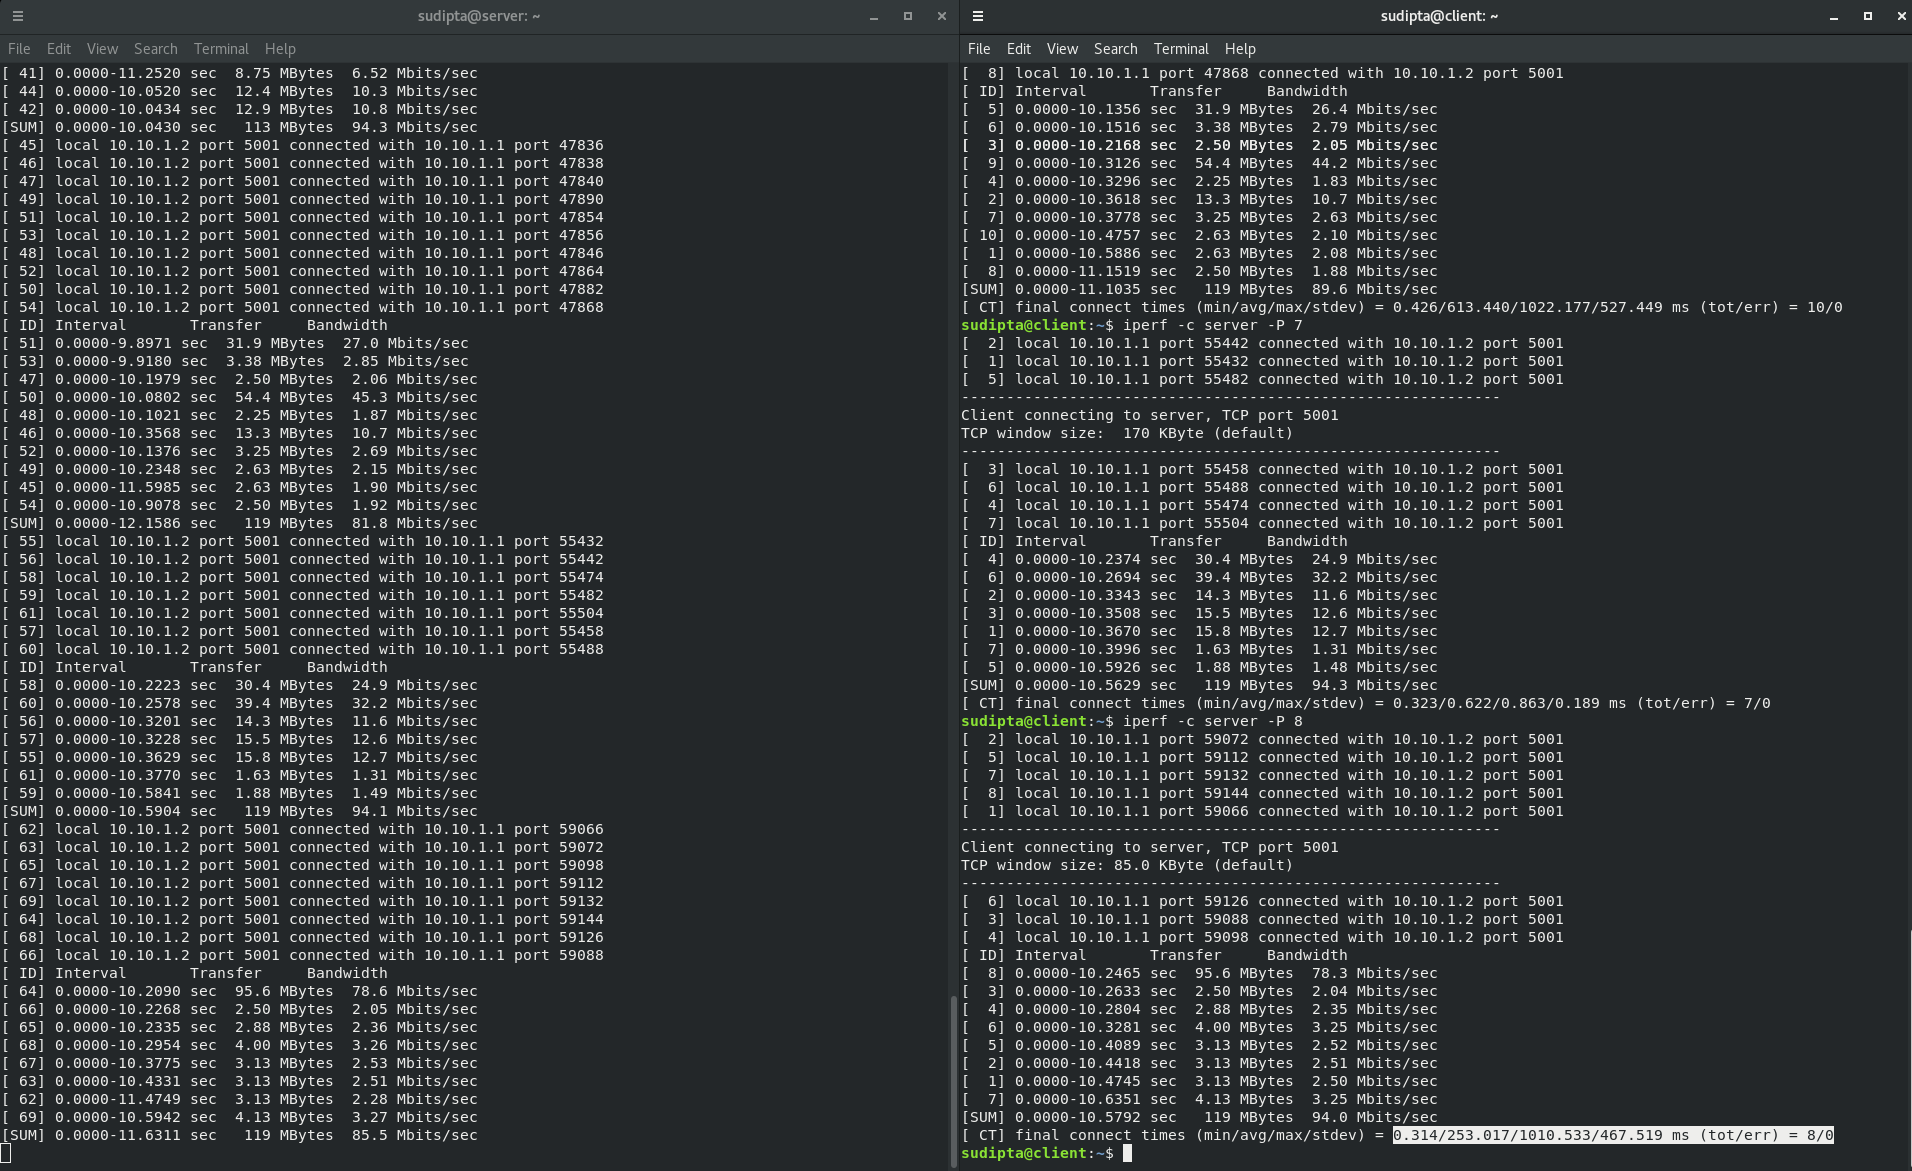 sudipta@server: ~
File Edit View Search Terminal Help
[ 41] 0.0000-11.2520 sec  8.75 MBytes  6.52 Mbits/sec
[ 44] 0.0000-10.0520 sec  12.4 MBytes  10.3 Mbits/sec
[ 42] 0.0000-10.0434 sec  12.9 MBytes  10.8 Mbits/sec
[SUM] 0.0000-10.0430 sec   113 MBytes  94.3 Mbits/sec
[ 45] local 10.10.1.2 port 5001 connected with 10.10.1.1 port 47836
[ 46] local 10.10.1.2 port 5001 connected with 10.10.1.1 port 47838
[ 47] local 10.10.1.2 port 5001 connected with 10.10.1.1 port 47840
[ 49] local 10.10.1.2 port 5001 connected with 10.10.1.1 port 47890
[ 51] local 10.10.1.2 port 5001 connected with 10.10.1.1 port 47854
[ 53] local 10.10.1.2 port 5001 connected with 10.10.1.1 port 47856
[ 48] local 10.10.1.2 port 5001 connected with 10.10.1.1 port 47846
[ 52] local 10.10.1.2 port 5001 connected with 10.10.1.1 port 47864
[ 50] local 10.10.1.2 port 5001 connected with 10.10.1.1 port 47882
[ 54] local 10.10.1.2 port 5001 connected with 10.10.1.1 port 47868
[ ID] Interval       Transfer     Bandwidth
[ 51] 0.0000-9.8971 sec  31.9 MBytes  27.0 Mbits/sec
[ 53] 0.0000-9.9180 sec  3.38 MBytes  2.85 Mbits/sec
[ 47] 0.0000-10.1979 sec  2.50 MBytes  2.06 Mbits/sec
[ 50] 0.0000-10.0802 sec  54.4 MBytes  45.3 Mbits/sec
[ 48] 0.0000-10.1021 sec  2.25 MBytes  1.87 Mbits/sec
[ 46] 0.0000-10.3568 sec  13.3 MBytes  10.7 Mbits/sec
[ 52] 0.0000-10.1376 sec  3.25 MBytes  2.69 Mbits/sec
[ 49] 0.0000-10.2348 sec  2.63 MBytes  2.15 Mbits/sec
[ 45] 0.0000-11.5985 sec  2.63 MBytes  1.90 Mbits/sec
[ 54] 0.0000-10.9078 sec  2.50 MBytes  1.92 Mbits/sec
[SUM] 0.0000-12.1586 sec   119 MBytes  81.8 Mbits/sec
[ 55] local 10.10.1.2 port 5001 connected with 10.10.1.1 port 55432
[ 56] local 10.10.1.2 port 5001 connected with 10.10.1.1 port 55442
[ 58] local 10.10.1.2 port 5001 connected with 10.10.1.1 port 55474
[ 59] local 10.10.1.2 port 5001 connected with 10.10.1.1 port 55482
[ 61] local 10.10.1.2 port 5001 connected with 10.10.1.1 port 55504
[ 57] local 10.10.1.2 port 5001 connected with 10.10.1.1 port 55458
[ 60] local 10.10.1.2 port 5001 connected with 10.10.1.1 port 55488
[ ID] Interval       Transfer     Bandwidth
[ 58] 0.0000-10.2223 sec  30.4 MBytes  24.9 Mbits/sec
[ 60] 0.0000-10.2578 sec  39.4 MBytes  32.2 Mbits/sec
[ 56] 0.0000-10.3201 sec  14.3 MBytes  11.6 Mbits/sec
[ 57] 0.0000-10.3228 sec  15.5 MBytes  12.6 Mbits/sec
[ 55] 0.0000-10.3629 sec  15.8 MBytes  12.7 Mbits/sec
[ 61] 0.0000-10.3770 sec  1.63 MBytes  1.31 Mbits/sec
[ 59] 0.0000-10.5841 sec  1.88 MBytes  1.49 Mbits/sec
[SUM] 0.0000-10.5904 sec   119 MBytes  94.1 Mbits/sec
[ 62] local 10.10.1.2 port 5001 connected with 10.10.1.1 port 59066
[ 63] local 10.10.1.2 port 5001 connected with 10.10.1.1 port 59072
[ 65] local 10.10.1.2 port 5001 connected with 10.10.1.1 port 59098
[ 67] local 10.10.1.2 port 5001 connected with 10.10.1.1 port 59112
[ 69] local 10.10.1.2 port 5001 connected with 10.10.1.1 port 59132
[ 64] local 10.10.1.2 port 5001 connected with 10.10.1.1 port 59144
[ 68] local 10.10.1.2 port 5001 connected with 10.10.1.1 port 59126
[ 66] local 10.10.1.2 port 5001 connected with 10.10.1.1 port 59088
[ ID] Interval       Transfer     Bandwidth
[ 64] 0.0000-10.2090 sec  95.6 MBytes  78.6 Mbits/sec
[ 66] 0.0000-10.2268 sec  2.50 MBytes  2.05 Mbits/sec
[ 65] 0.0000-10.2335 sec  2.88 MBytes  2.36 Mbits/sec
[ 68] 0.0000-10.2954 sec  4.00 MBytes  3.26 Mbits/sec
[ 67] 0.0000-10.3775 sec  3.13 MBytes  2.53 Mbits/sec
[ 63] 0.0000-10.4331 sec  3.13 MBytes  2.51 Mbits/sec
[ 62] 0.0000-11.4749 sec  3.13 MBytes  2.28 Mbits/sec
[ 69] 0.0000-10.5942 sec  4.13 MBytes  3.27 Mbits/sec
[SUM] 0.0000-11.6311 sec   119 MBytes  85.5 Mbits/sec
sudipta@client: ~
File Edit View Search Terminal Help
[  8] local 10.10.1.1 port 47868 connected with 10.10.1.2 port 5001
[ ID] Interval       Transfer     Bandwidth
[  5] 0.0000-10.1356 sec  31.9 MBytes  26.4 Mbits/sec
[  6] 0.0000-10.1516 sec  3.38 MBytes  2.79 Mbits/sec
[  3] 0.0000-10.2168 sec  2.50 MBytes  2.05 Mbits/sec
[  9] 0.0000-10.3126 sec  54.4 MBytes  44.2 Mbits/sec
[  4] 0.0000-10.3296 sec  2.25 MBytes  1.83 Mbits/sec
[  2] 0.0000-10.3618 sec  13.3 MBytes  10.7 Mbits/sec
[  7] 0.0000-10.3778 sec  3.25 MBytes  2.63 Mbits/sec
[ 10] 0.0000-10.4757 sec  2.63 MBytes  2.10 Mbits/sec
[  1] 0.0000-10.5886 sec  2.63 MBytes  2.08 Mbits/sec
[  8] 0.0000-11.1519 sec  2.50 MBytes  1.88 Mbits/sec
[SUM] 0.0000-11.1035 sec   119 MBytes  89.6 Mbits/sec
[ CT] final connect times (min/avg/max/stdev) = 0.426/613.440/1022.177/527.449 ms (tot/err) = 10/0
sudipta@client:~$ iperf -c server -P 7
[  2] local 10.10.1.1 port 55442 connected with 10.10.1.2 port 5001
[  1] local 10.10.1.1 port 55432 connected with 10.10.1.2 port 5001
[  5] local 10.10.1.1 port 55482 connected with 10.10.1.2 port 5001
------------------------------------------------------------
Client connecting to server, TCP port 5001
TCP window size:  170 KByte (default)
------------------------------------------------------------
[  3] local 10.10.1.1 port 55458 connected with 10.10.1.2 port 5001
[  6] local 10.10.1.1 port 55488 connected with 10.10.1.2 port 5001
[  4] local 10.10.1.1 port 55474 connected with 10.10.1.2 port 5001
[  7] local 10.10.1.1 port 55504 connected with 10.10.1.2 port 5001
[ ID] Interval       Transfer     Bandwidth
[  4] 0.0000-10.2374 sec  30.4 MBytes  24.9 Mbits/sec
[  6] 0.0000-10.2694 sec  39.4 MBytes  32.2 Mbits/sec
[  2] 0.0000-10.3343 sec  14.3 MBytes  11.6 Mbits/sec
[  3] 0.0000-10.3508 sec  15.5 MBytes  12.6 Mbits/sec
[  1] 0.0000-10.3670 sec  15.8 MBytes  12.7 Mbits/sec
[  7] 0.0000-10.3996 sec  1.63 MBytes  1.31 Mbits/sec
[  5] 0.0000-10.5926 sec  1.88 MBytes  1.48 Mbits/sec
[SUM] 0.0000-10.5629 sec   119 MBytes  94.3 Mbits/sec
[ CT] final connect times (min/avg/max/stdev) = 0.323/0.622/0.863/0.189 ms (tot/err) = 7/0
sudipta@client:~$ iperf -c server -P 8
[  2] local 10.10.1.1 port 59072 connected with 10.10.1.2 port 5001
[  5] local 10.10.1.1 port 59112 connected with 10.10.1.2 port 5001
[  7] local 10.10.1.1 port 59132 connected with 10.10.1.2 port 5001
[  8] local 10.10.1.1 port 59144 connected with 10.10.1.2 port 5001
[  1] local 10.10.1.1 port 59066 connected with 10.10.1.2 port 5001
------------------------------------------------------------
Client connecting to server, TCP port 5001
TCP window size: 85.0 KByte (default)
------------------------------------------------------------
[  6] local 10.10.1.1 port 59126 connected with 10.10.1.2 port 5001
[  3] local 10.10.1.1 port 59088 connected with 10.10.1.2 port 5001
[  4] local 10.10.1.1 port 59098 connected with 10.10.1.2 port 5001
[ ID] Interval       Transfer     Bandwidth
[  8] 0.0000-10.2465 sec  95.6 MBytes  78.3 Mbits/sec
[  3] 0.0000-10.2633 sec  2.50 MBytes  2.04 Mbits/sec
[  4] 0.0000-10.2804 sec  2.88 MBytes  2.35 Mbits/sec
[  6] 0.0000-10.3281 sec  4.00 MBytes  3.25 Mbits/sec
[  5] 0.0000-10.4089 sec  3.13 MBytes  2.52 Mbits/sec
[  2] 0.0000-10.4418 sec  3.13 MBytes  2.51 Mbits/sec
[  1] 0.0000-10.4745 sec  3.13 MBytes  2.50 Mbits/sec
[  7] 0.0000-10.6351 sec  4.13 MBytes  3.25 Mbits/sec
[SUM] 0.0000-10.5792 sec   119 MBytes  94.0 Mbits/sec
[ CT] final connect times (min/avg/max/stdev) = 0.314/253.017/1010.533/467.519 ms (tot/err) = 8/0
sudipta@client:~$